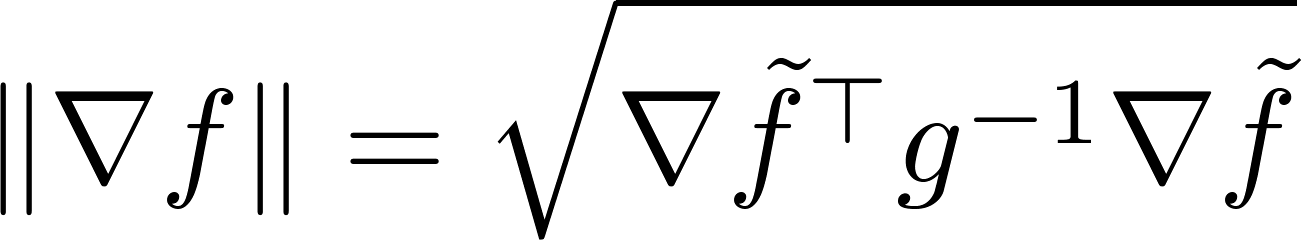 ‖∇f‖ = √(∇f̃^⊤ g^{−1} ∇f̃)